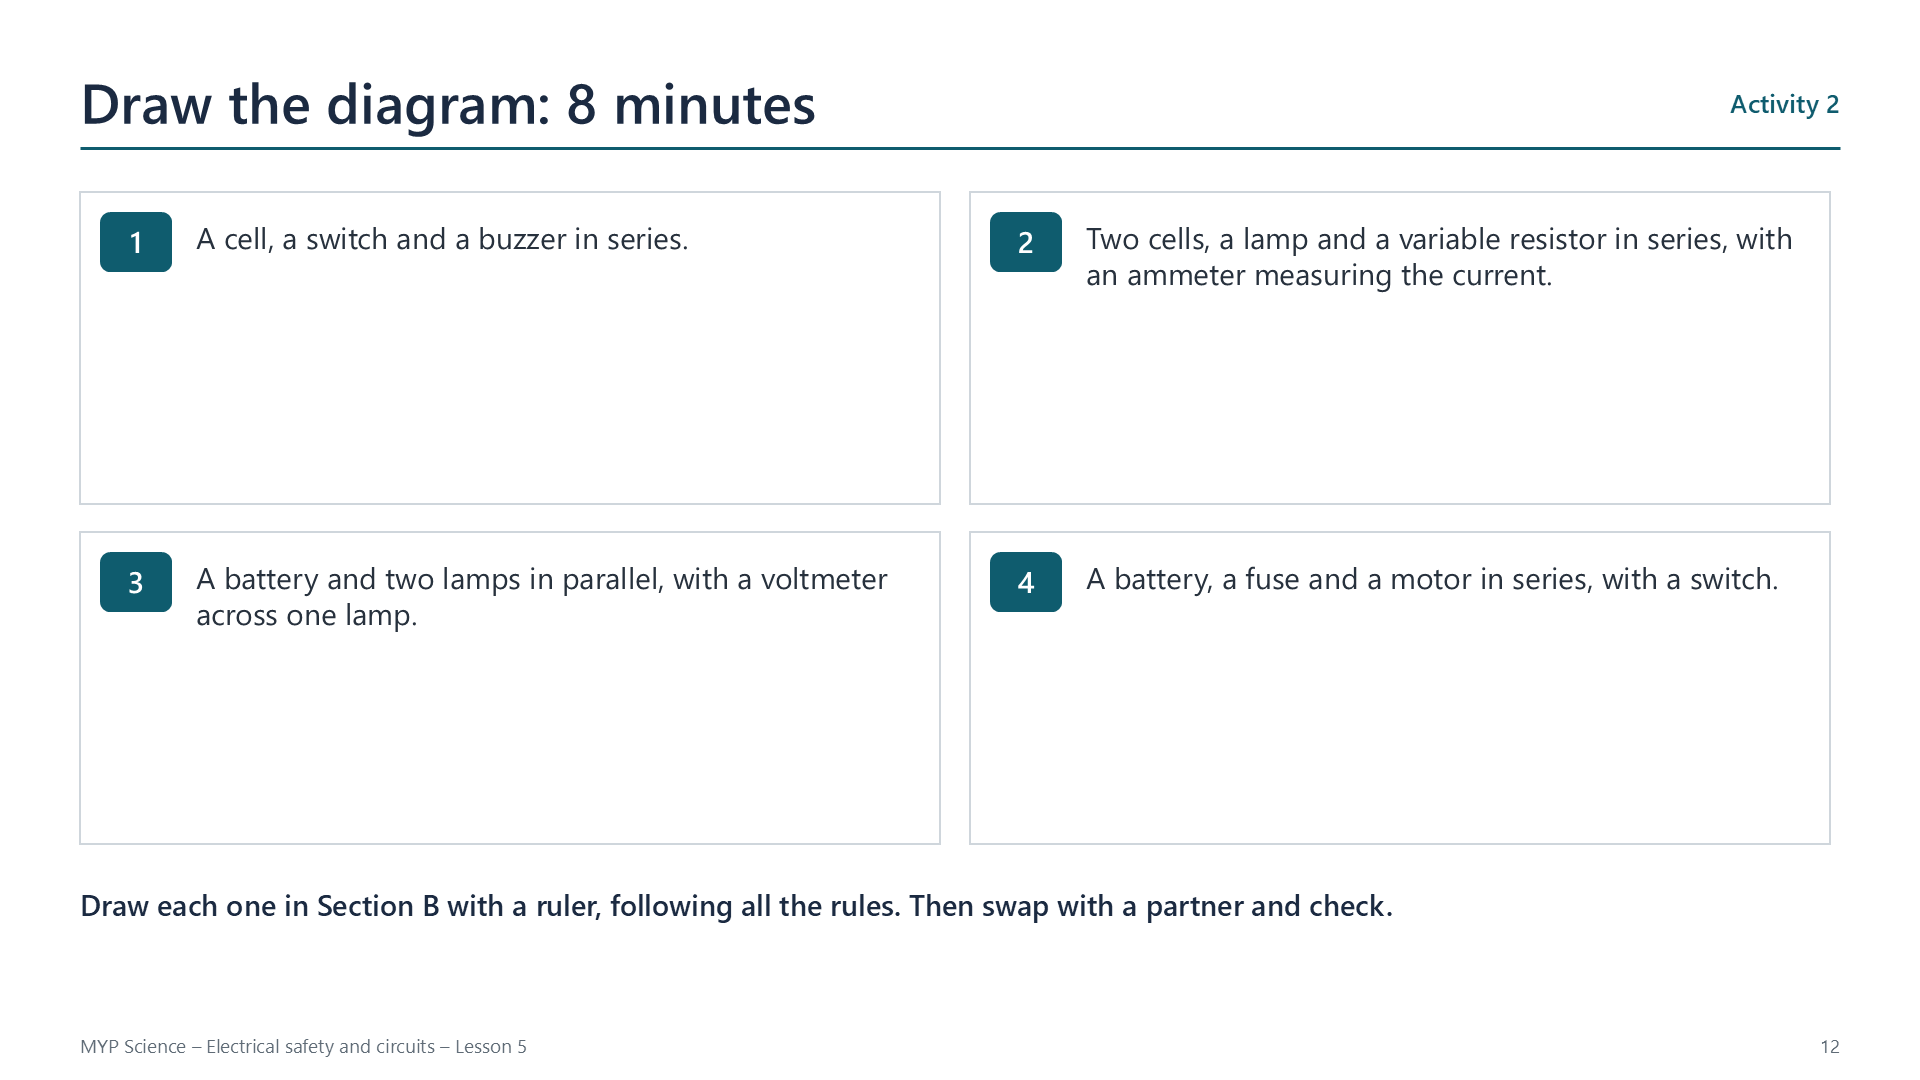 Draw the diagram: 8 minutes
Activity 2
1
A cell, a switch and a buzzer in series.
2
Two cells, a lamp and a variable resistor in series, with
an ammeter measuring the current.
3
A battery and two lamps in parallel, with a voltmeter
across one lamp.
4
A battery, a fuse and a motor in series, with a switch.
Draw each one in Section B with a ruler, following all the rules. Then swap with a partner and check.
MYP Science – Electrical safety and circuits – Lesson 5
12